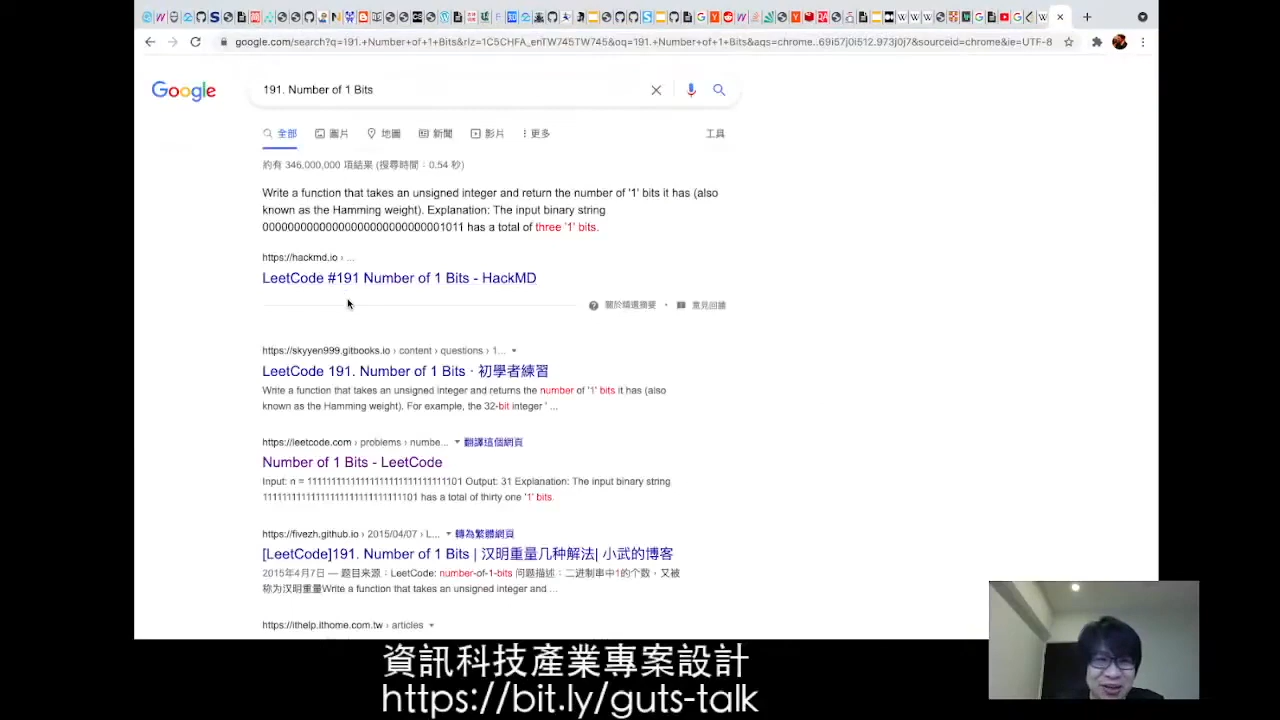 google.com/search?q=191.+Number+of+1+Bits&rlz=1C5CHFA_enTW745TW745&oq=191.+Number+of+1+Bits&aqs=chrome..69i57j0i512.973j0j7&sourceid=chrome&ie=UTF-8
Google
191. Number of 1 Bits
全部 圖片 地圖 新聞 影片 更多 工具
約有 346,000,000 項結果 (搜尋時間：0.54 秒)
Write a function that takes an unsigned integer and return the number of '1' bits it has (also
known as the Hamming weight). Explanation: The input binary string
00000000000000000000000000001011 has a total of three '1' bits.
https://hackmd.io › ...
LeetCode #191 Number of 1 Bits - HackMD
關於精選摘要 • 意見回饋
https://skyyen999.gitbooks.io › content › questions › 1...
LeetCode 191. Number of 1 Bits · 初學者練習
Write a function that takes an unsigned integer and returns the number of '1' bits it has (also
known as the Hamming weight). For example, the 32-bit integer ' ...
https://leetcode.com › problems › numbe... 翻譯這個網頁
Number of 1 Bits - LeetCode
Input: n = 11111111111111111111111111111101 Output: 31 Explanation: The input binary string
11111111111111111111111111111101 has a total of thirty one '1' bits.
https://fivezh.github.io › 2015/04/07 › L... 轉為繁體網頁
[LeetCode]191. Number of 1 Bits | 汉明重量几种解法| 小武的博客
2015年4月7日 — 题目来源：LeetCode: number-of-1-bits 问题描述：二进制串中1的个数，又被
称为汉明重量Write a function that takes an unsigned integer and ...
https://ithelp.ithome.com.tw › articles
資訊科技產業專案設計
https://bit.ly/guts-talk